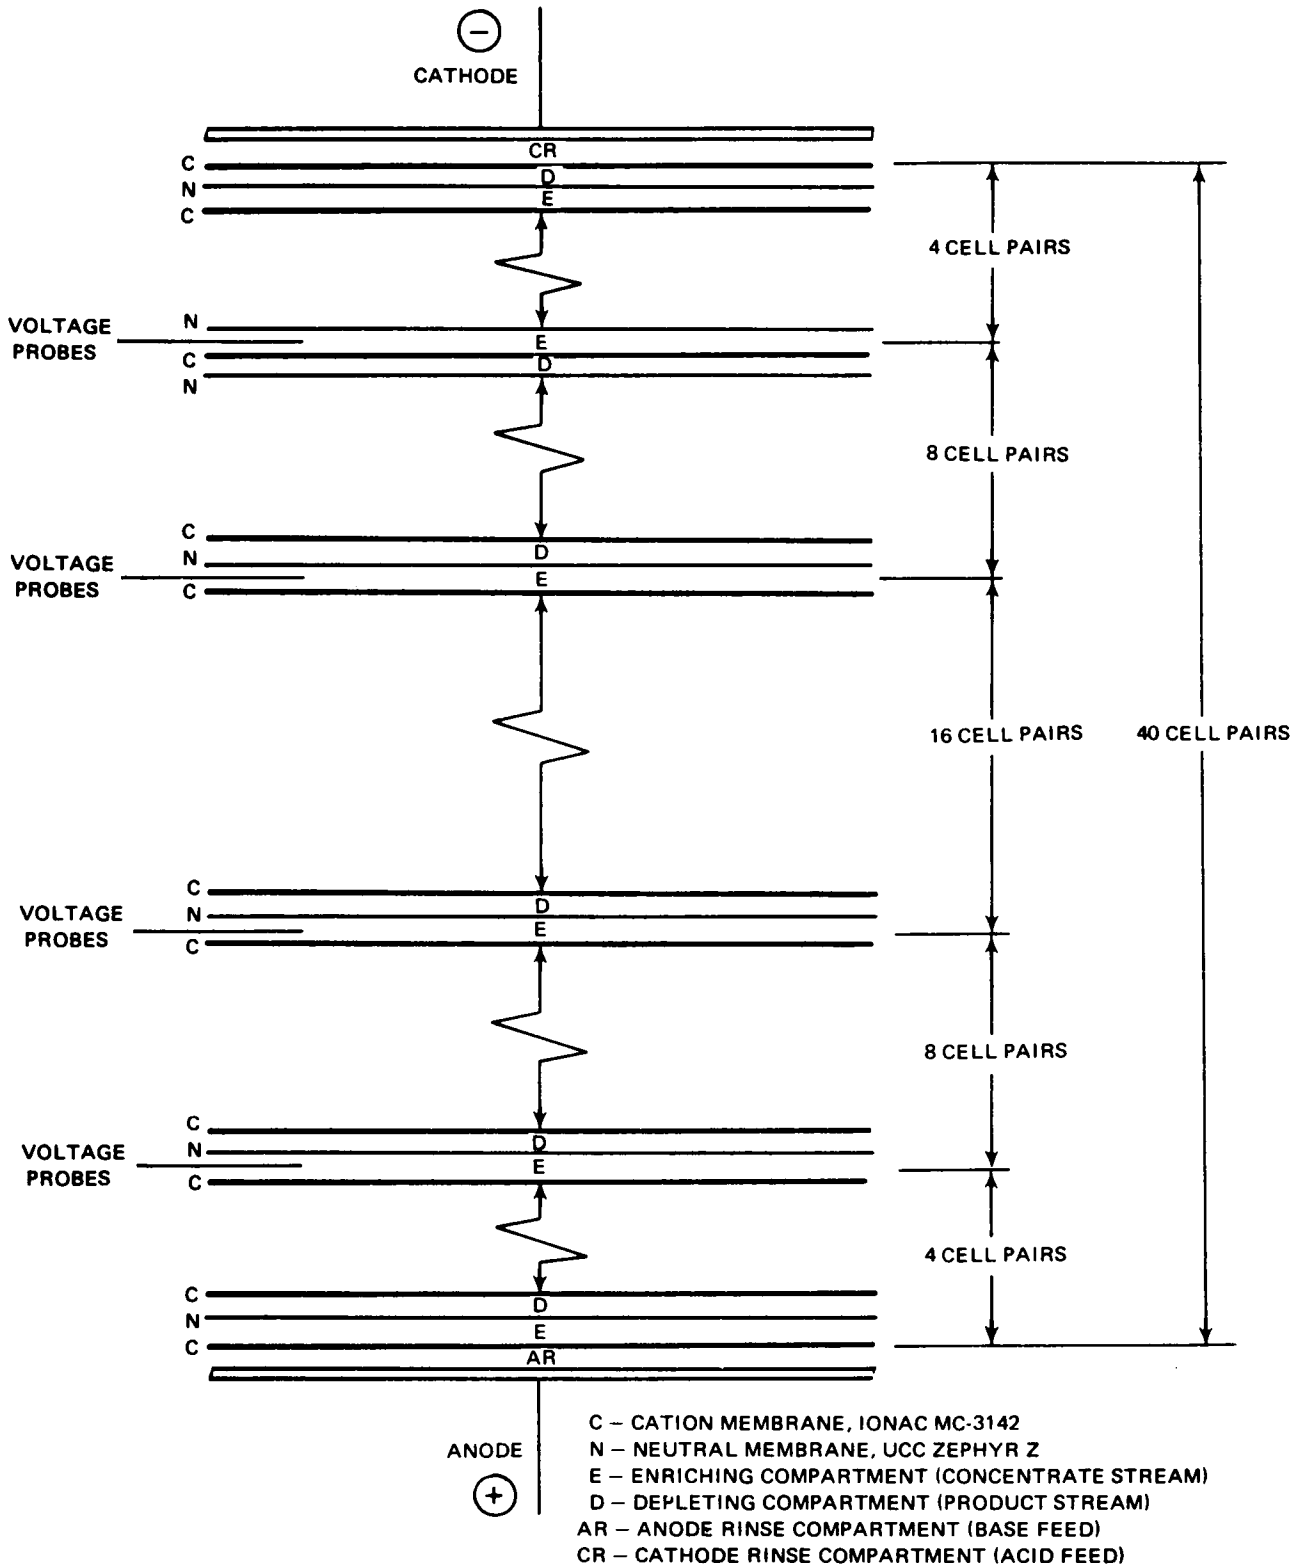 −
CATHODE
CR
C
D
N
E
C
4 CELL PAIRS
VOLTAGE
PROBES
N
E
C
D
N
8 CELL PAIRS
C
D
VOLTAGE
PROBES
N
E
C
16 CELL PAIRS
40 CELL PAIRS
C
D
VOLTAGE
PROBES
N
E
C
8 CELL PAIRS
C
D
VOLTAGE
PROBES
N
E
C
4 CELL PAIRS
C
D
N
E
C
AR
ANODE
+
C – CATION MEMBRANE, IONAC MC-3142
N – NEUTRAL MEMBRANE, UCC ZEPHYR Z
E – ENRICHING COMPARTMENT (CONCENTRATE STREAM)
D – DEPLETING COMPARTMENT (PRODUCT STREAM)
AR – ANODE RINSE COMPARTMENT (BASE FEED)
CR – CATHODE RINSE COMPARTMENT (ACID FEED)